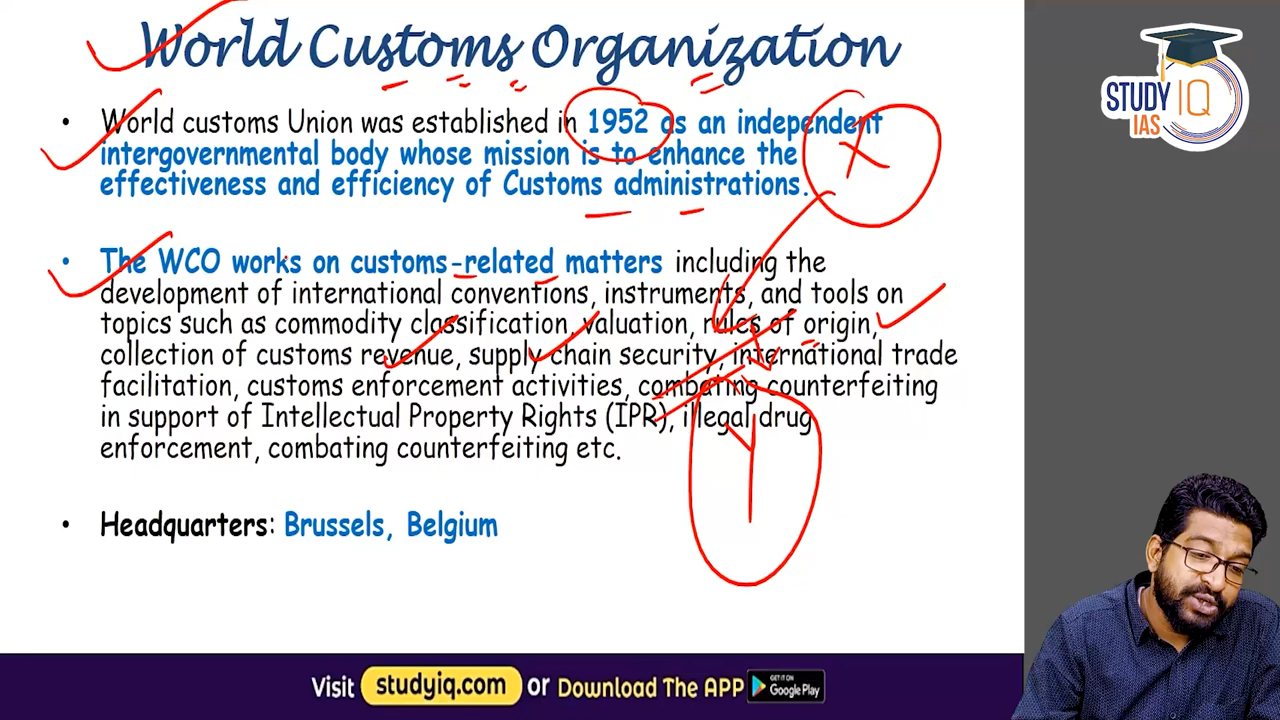 World Customs Organization
STUDY IQ
IAS
• World customs Union was established in 1952 as an independent
intergovernmental body whose mission is to enhance the
effectiveness and efficiency of Customs administrations.
X
• The WCO works on customs-related matters including the
development of international conventions, instruments, and tools on
topics such as commodity classification, valuation, rules of origin,
collection of customs revenue, supply chain security, international trade
facilitation, customs enforcement activities, combating counterfeiting
in support of Intellectual Property Rights (IPR), illegal drug
enforcement, combating counterfeiting etc.
Y
• Headquarters: Brussels, Belgium
Visit studyiq.com or Download The APP GET IT ON Google Play